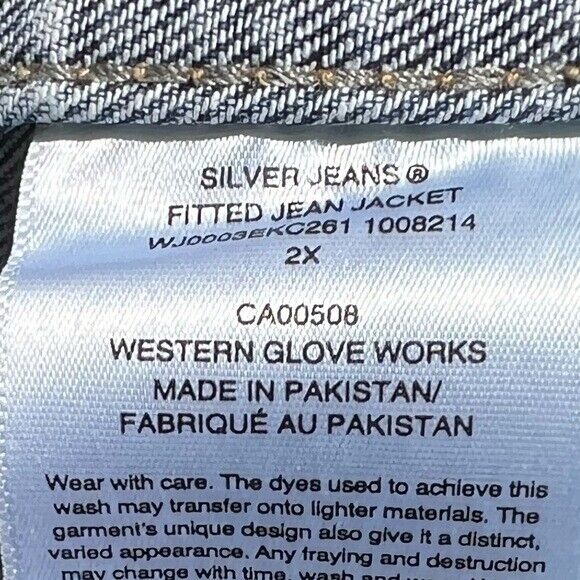 SILVER JEANS ®
FITTED JEAN JACKET
WJ0003EKC261 1008214
2X
CA00508
WESTERN GLOVE WORKS
MADE IN PAKISTAN/
FABRIQUÉ AU PAKISTAN
Wear with care. The dyes used to achieve this
wash may transfer onto lighter materials. The
garment's unique design also give it a distinct,
varied appearance. Any fraying and destruction
may change with time, wash and